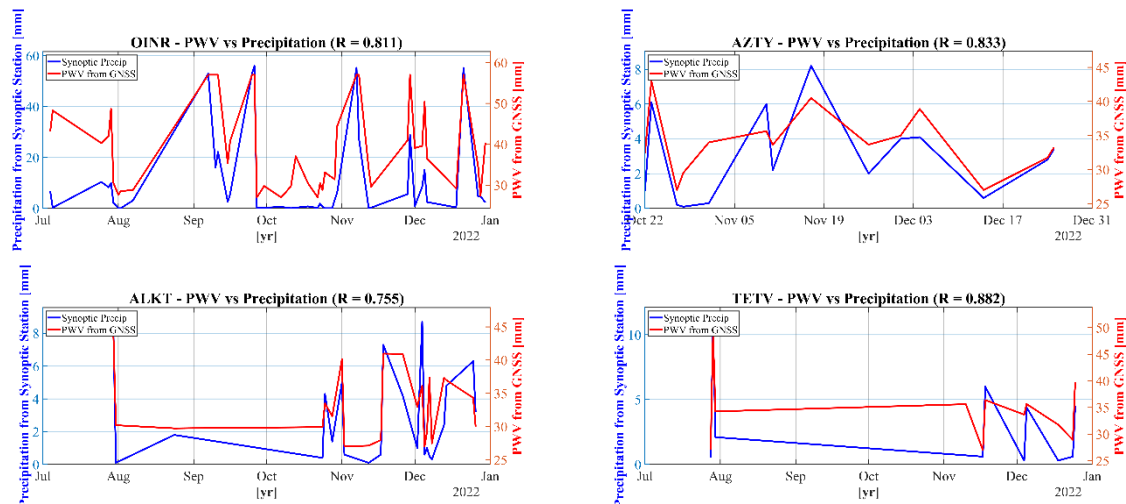 OINR - PWV vs Precipitation (R = 0.811)
Precipitation from Synoptic Station [mm]
60
40
20
0
Synoptic Precip
PWV from GNSS
60
50
40
30
PWV from GNSS [mm]
Jul Aug Sep Oct Nov Dec Jan
[yr] 2022
AZTY - PWV vs Precipitation (R = 0.833)
Precipitation from Synoptic Station [mm]
8
6
4
2
0
Synoptic Precip
PWV from GNSS
45
40
35
30
25
PWV from GNSS [mm]
Oct 22 Nov 05 Nov 19 Dec 03 Dec 17 Dec 31
[yr] 2022
ALKT - PWV vs Precipitation (R = 0.755)
Precipitation from Synoptic Station [mm]
8
6
4
2
0
Synoptic Precip
PWV from GNSS
45
40
35
30
25
PWV from GNSS [mm]
Jul Aug Sep Oct Nov Dec
[yr] 2022
TETV - PWV vs Precipitation (R = 0.882)
Precipitation from Synoptic Station [mm]
10
5
0
Synoptic Precip
PWV from GNSS
50
45
40
35
30
25
PWV from GNSS [mm]
Jul Aug Sep Oct Nov Dec
[yr] 2022